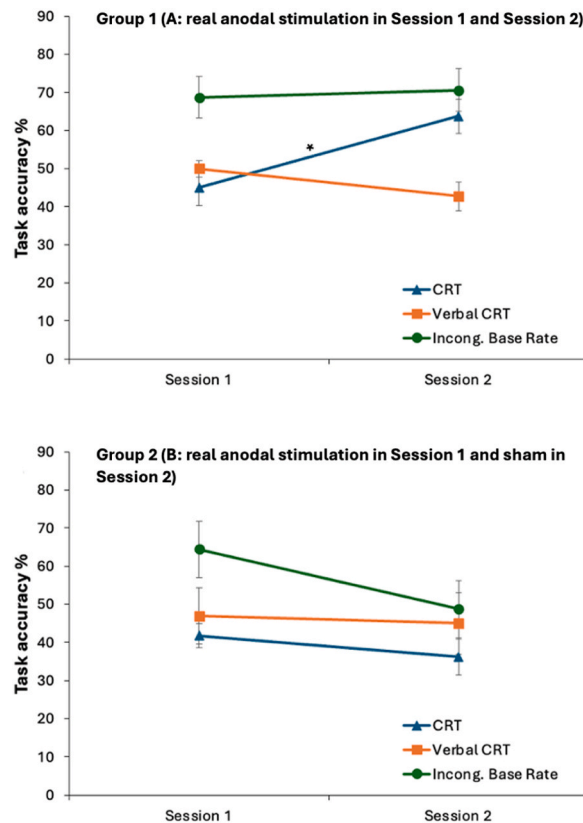 Group 1 (A: real anodal stimulation in Session 1 and Session 2)
Task accuracy %
90
80
70
60
50
40
30
20
10
0
*
CRT
Verbal CRT
Incong. Base Rate
Session 1 Session 2
Group 2 (B: real anodal stimulation in Session 1 and sham in
Session 2)
Task accuracy %
90
80
70
60
50
40
30
20
10
0
CRT
Verbal CRT
Incong. Base Rate
Session 1 Session 2